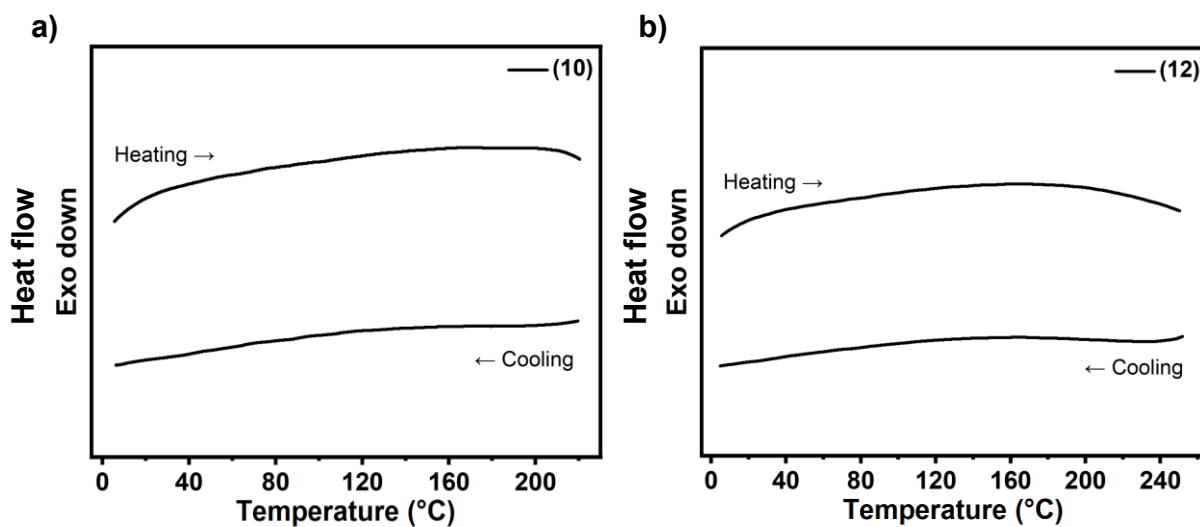 a)
(10)
Heating →
Heat flow
Exo down
← Cooling
0 40 80 120 160 200
Temperature (°C)
b)
(12)
Heating →
Heat flow
Exo down
← Cooling
0 40 80 120 160 200 240
Temperature (°C)